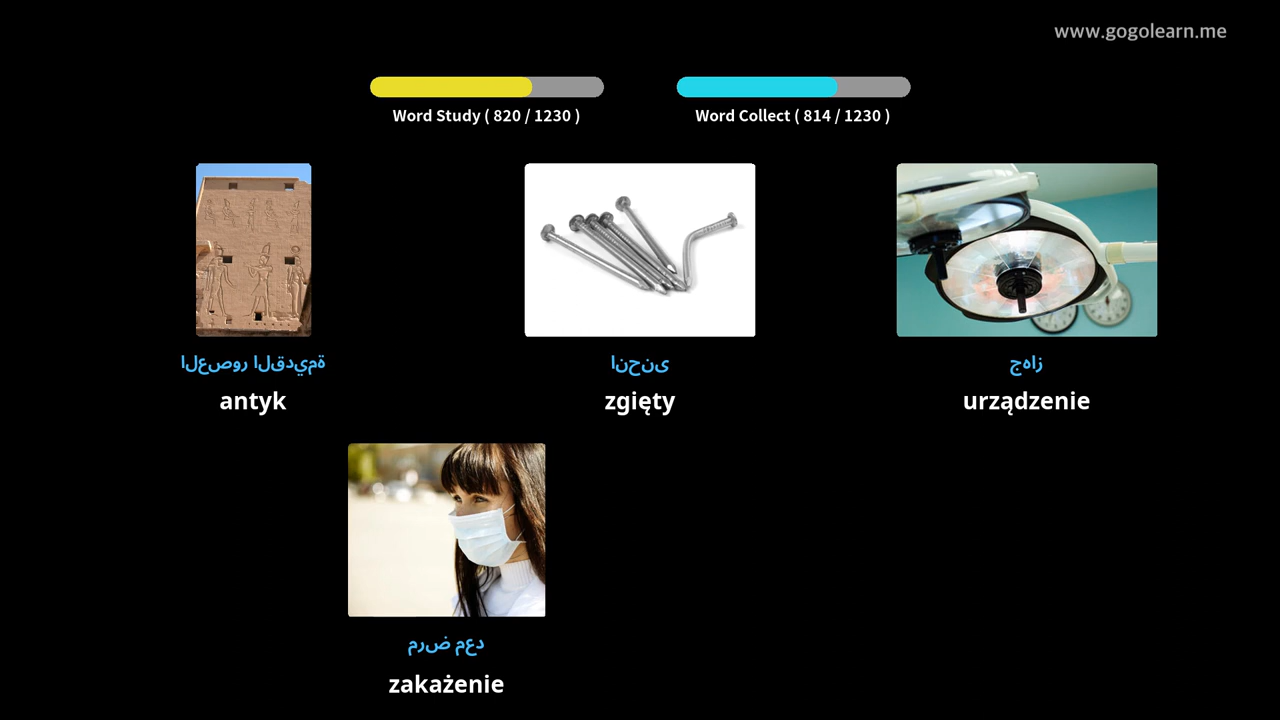 www.gogolearn.me
Word Study ( 820 / 1230 )
Word Collect ( 814 / 1230 )
العصور القديمة
antyk
انحنى
zgięty
جهاز
urządzenie
مرض معد
zakażenie